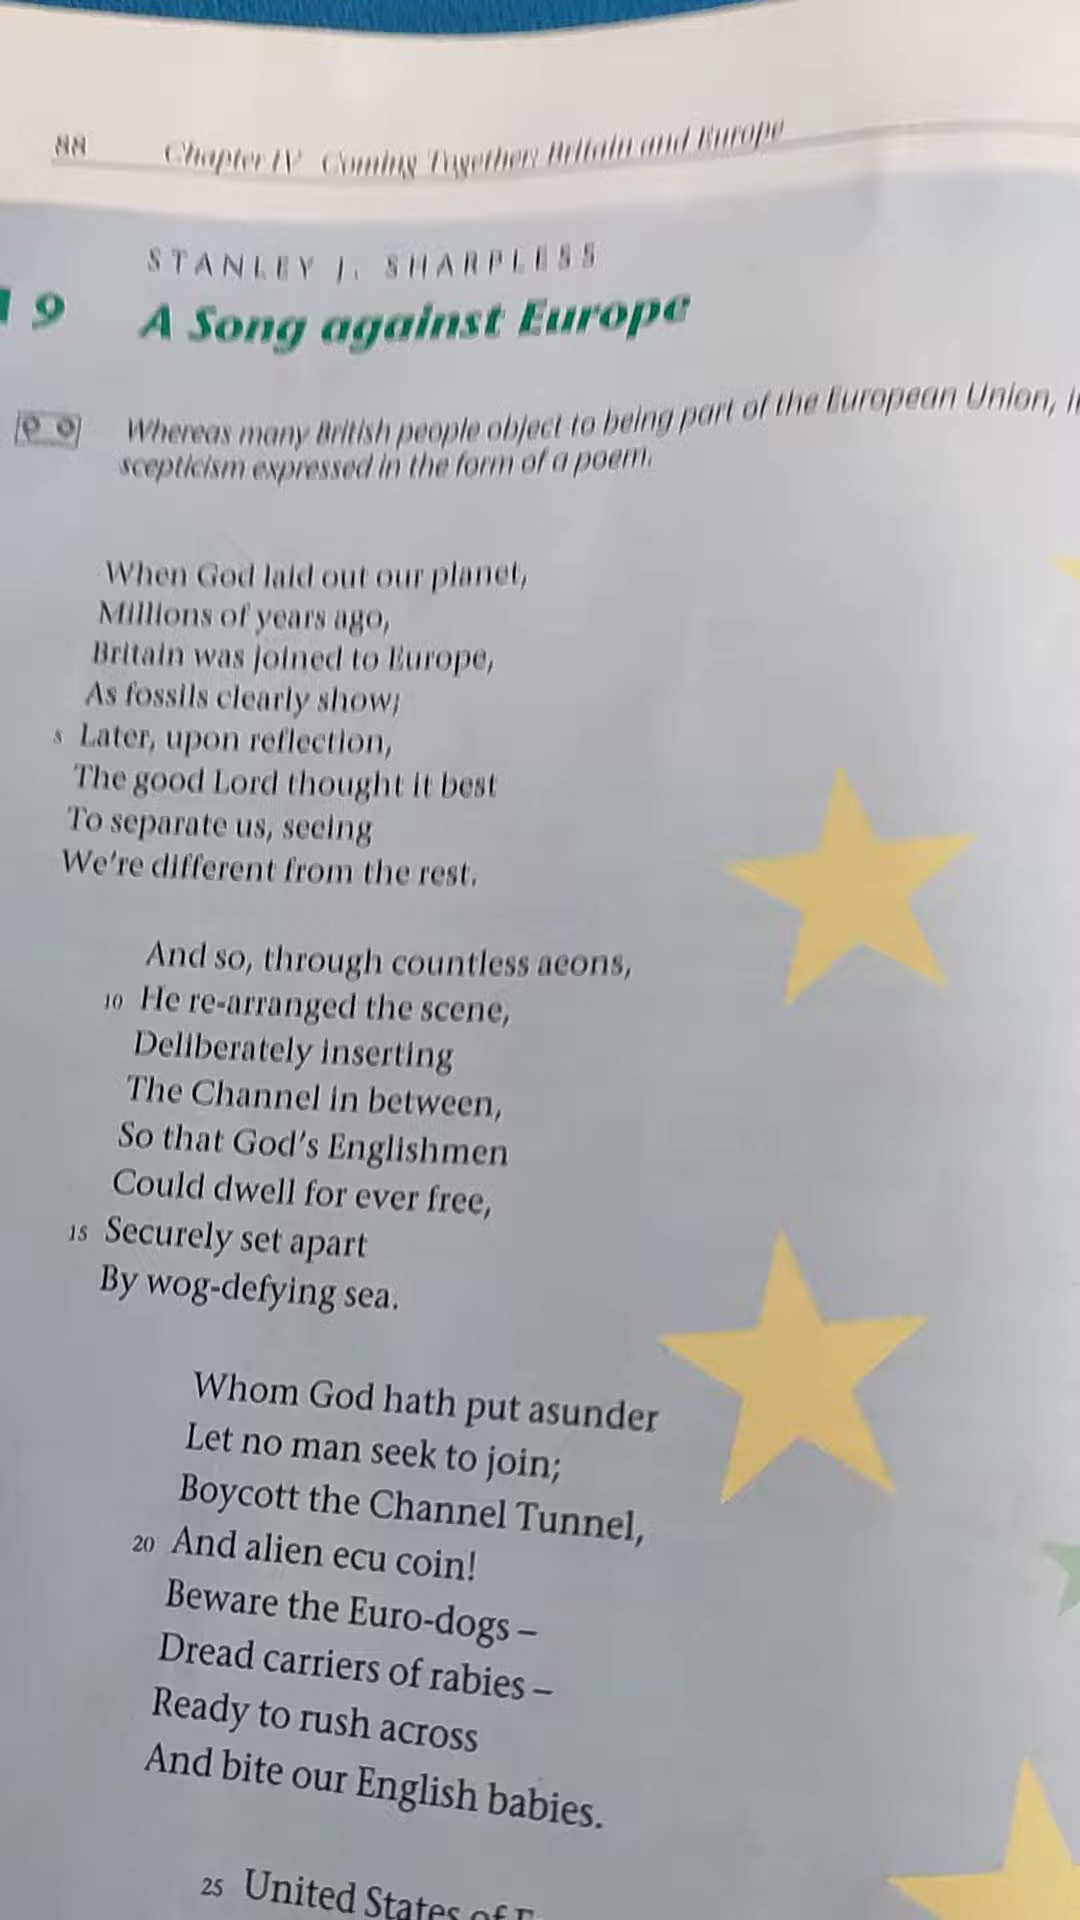 88 Chapter IV Coming Together: Britain and Europe
STANLEY J. SHARPLESS
19 A Song against Europe
Whereas many British people object to being part of the European Union,
scepticism expressed in the form of a poem.
When God laid out our planet,
Millions of years ago,
Britain was joined to Europe,
As fossils clearly show;
5 Later, upon reflection,
The good Lord thought it best
To separate us, seeing
We're different from the rest.
And so, through countless aeons,
10 He re-arranged the scene,
Deliberately inserting
The Channel in between,
So that God's Englishmen
Could dwell for ever free,
15 Securely set apart
By wog-defying sea.
Whom God hath put asunder
Let no man seek to join;
Boycott the Channel Tunnel,
20 And alien ecu coin!
Beware the Euro-dogs –
Dread carriers of rabies –
Ready to rush across
And bite our English babies.
25 United States of